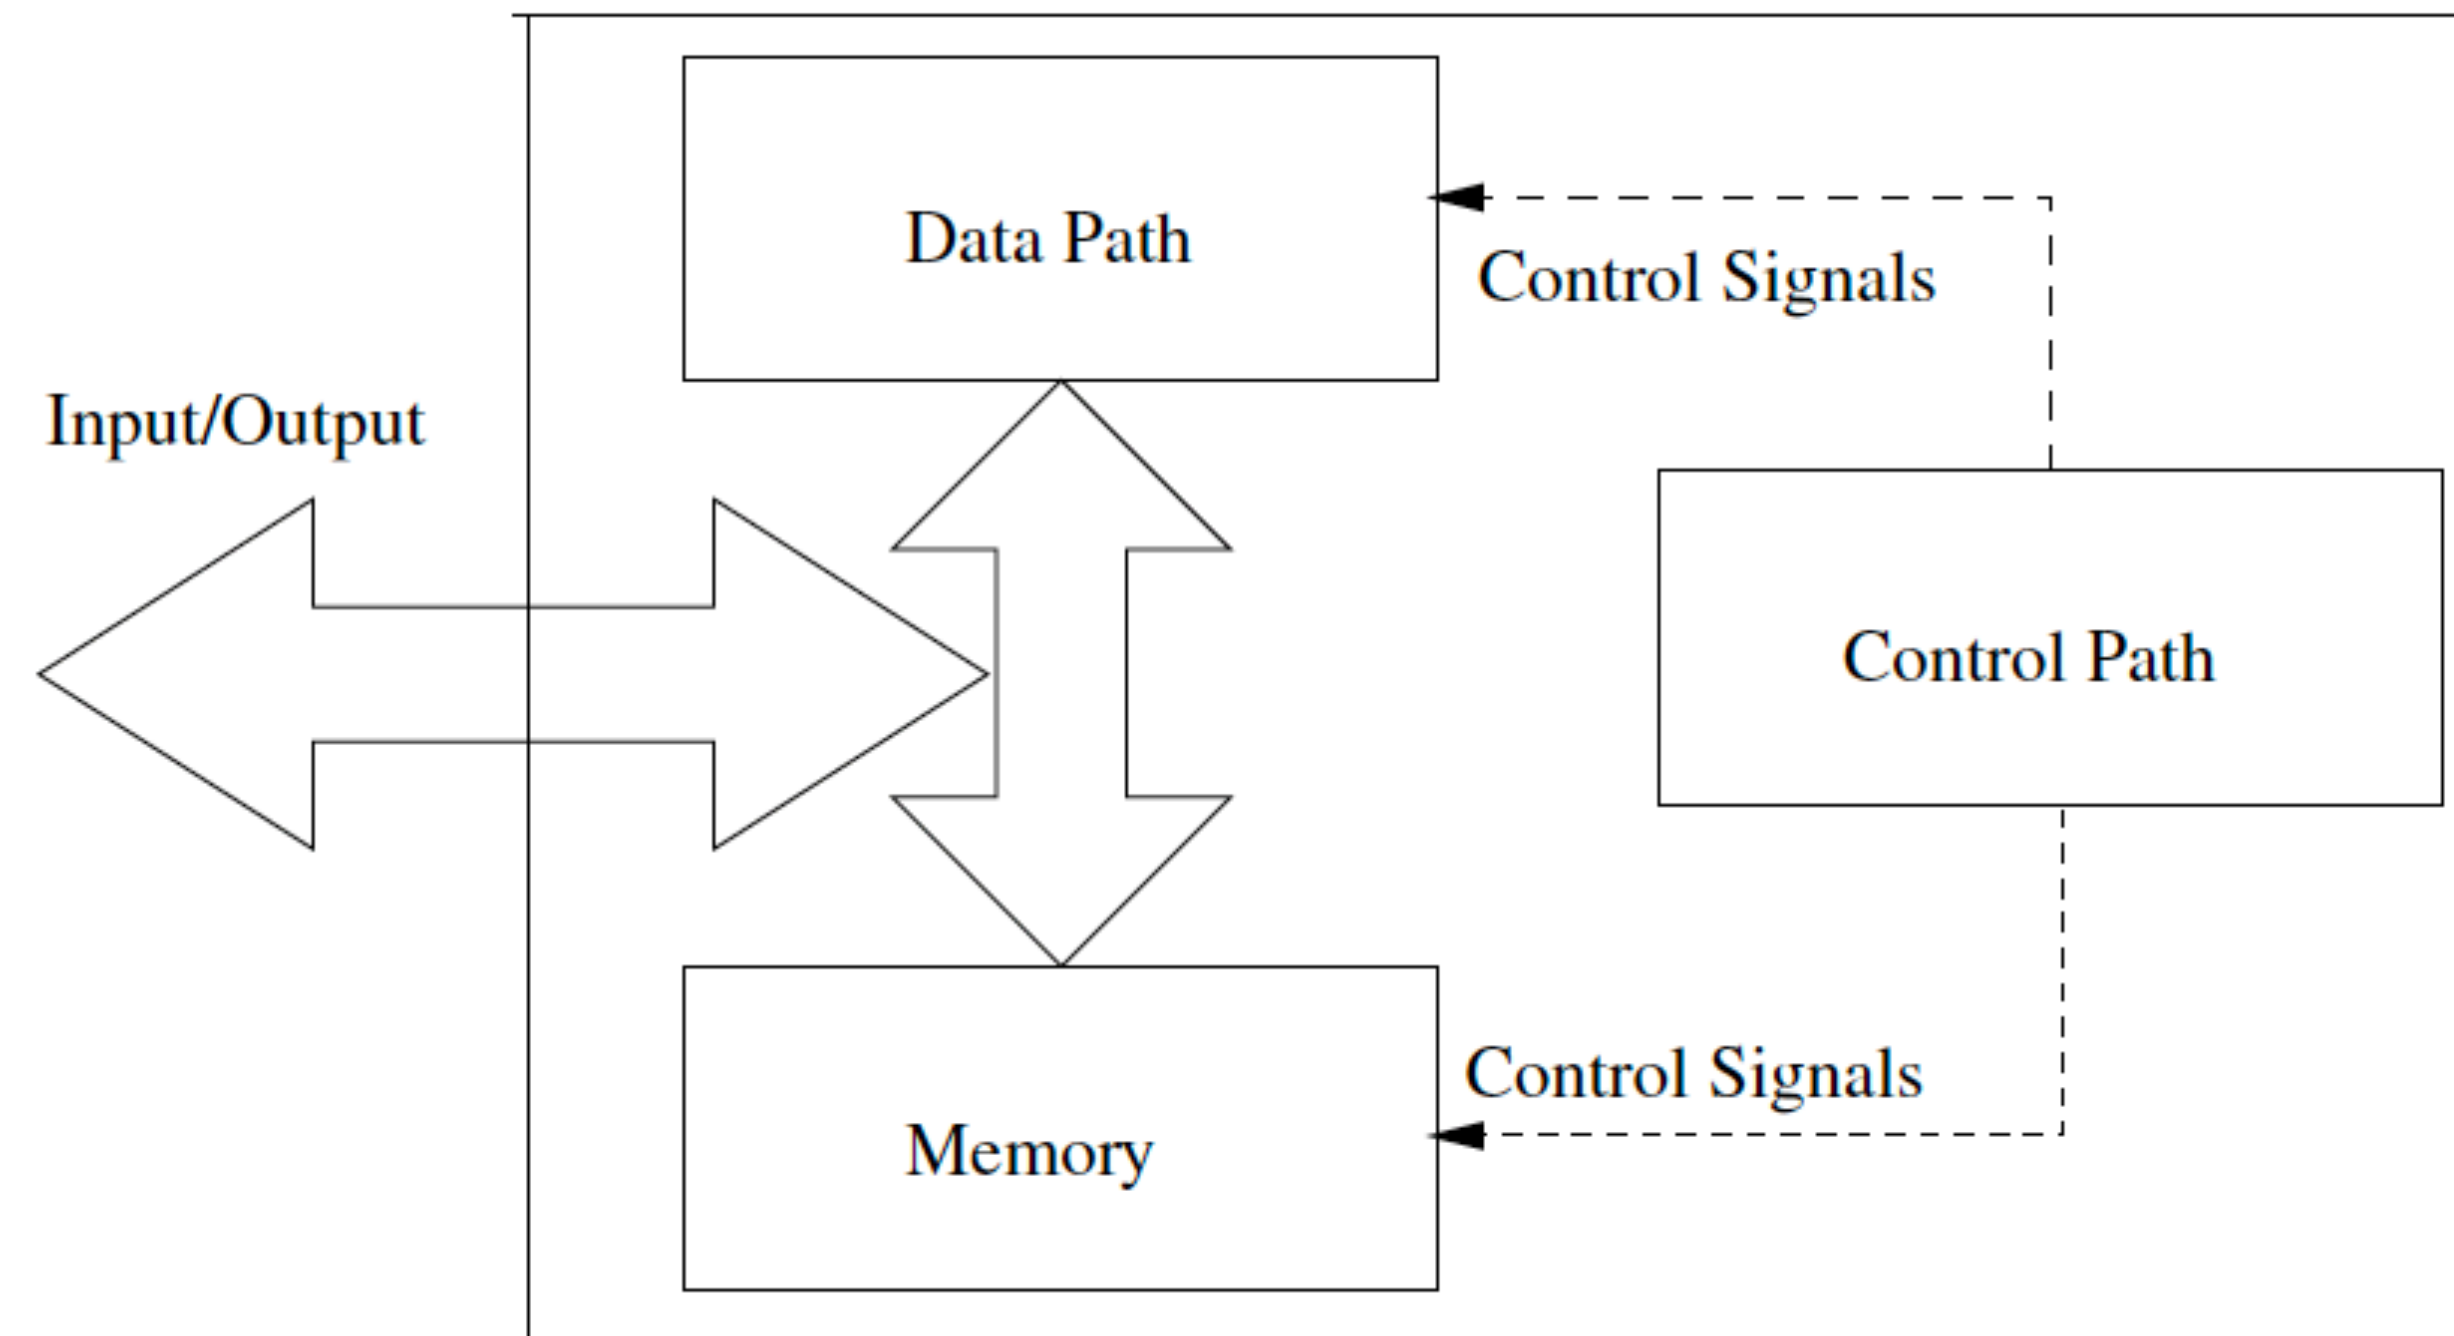 Data Path
Control Signals
Input/Output
Control Path
Control Signals
Memory